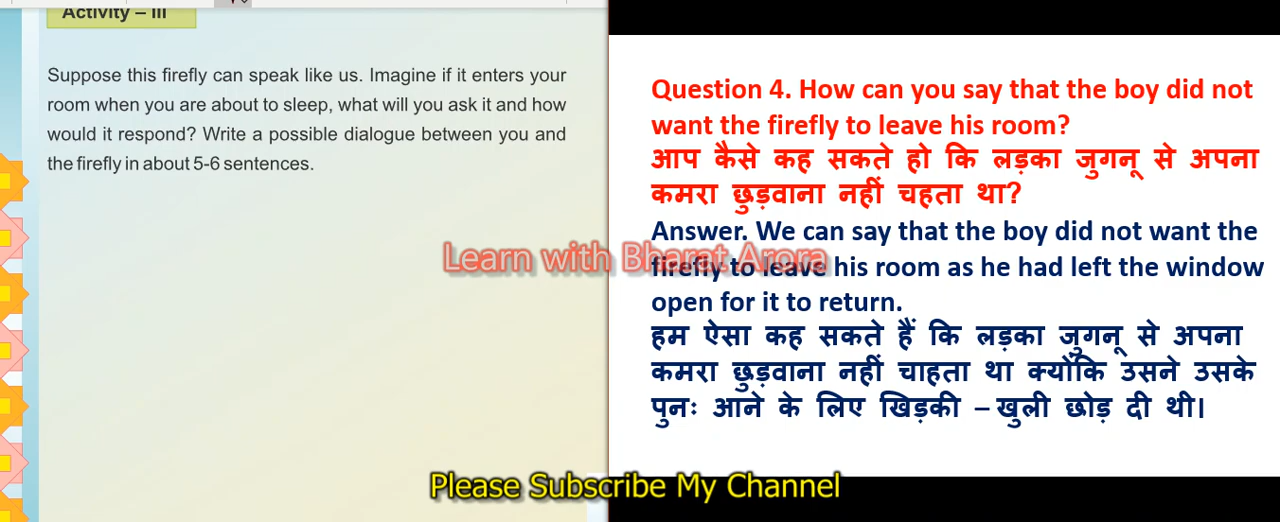 Activity – III
Suppose this firefly can speak like us. Imagine if it enters your
room when you are about to sleep, what will you ask it and how
would it respond? Write a possible dialogue between you and
the firefly in about 5-6 sentences.
Question 4. How can you say that the boy did not
want the firefly to leave his room?
आप कैसे कह सकते हो कि लड़का जुगनू से अपना
कमरा छुड़वाना नहीं चहता था?
Answer. We can say that the boy did not want the
firefly to leave his room as he had left the window
open for it to return.
हम ऐसा कह सकते हैं कि लड़का जुगनू से अपना
कमरा छुड़वाना नहीं चाहता था क्योंकि उसने उसके
पुनः आने के लिए खिड़की – खुली छोड़ दी थी।
Learn with Bharat Arora
Please Subscribe My Channel